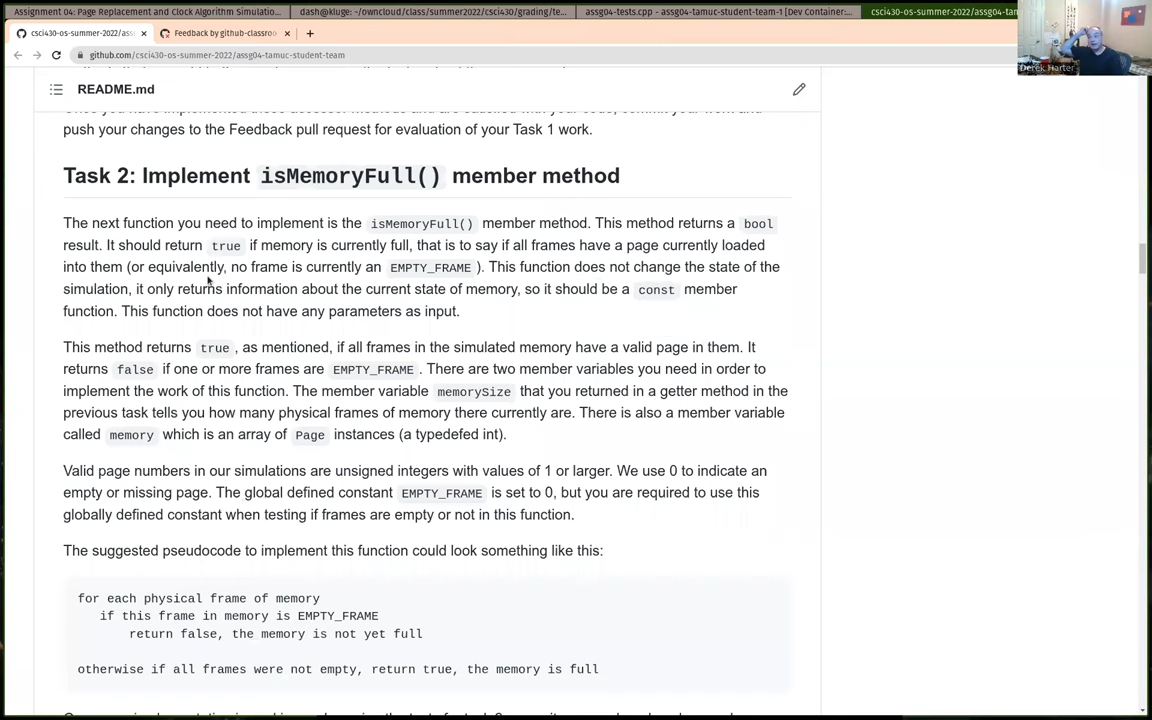 Assignment 04: Page Replacement and Clock Algorithm Simulatio...
dash@kluge: ~/owncloud/class/summer2022/csci430/grading/te...
assg04-tests.cpp - assg04-tamuc-student-team-1 [Dev Container:...
csci430-os-summer-2022/assg04-tam
csci430-os-summer-2022/ass
Feedback by github-classroo
github.com/csci430-os-summer-2022/assg04-tamuc-student-team
Derek Harter
README.md
push your changes to the Feedback pull request for evaluation of your Task 1 work.
Task 2: Implement isMemoryFull() member method
The next function you need to implement is the isMemoryFull() member method. This method returns a bool
result. It should return true if memory is currently full, that is to say if all frames have a page currently loaded
into them (or equivalently, no frame is currently an EMPTY_FRAME ). This function does not change the state of the
simulation, it only returns information about the current state of memory, so it should be a const member
function. This function does not have any parameters as input.
This method returns true , as mentioned, if all frames in the simulated memory have a valid page in them. It
returns false if one or more frames are EMPTY_FRAME . There are two member variables you need in order to
implement the work of this function. The member variable memorySize that you returned in a getter method in the
previous task tells you how many physical frames of memory there currently are. There is also a member variable
called memory which is an array of Page instances (a typedefed int).
Valid page numbers in our simulations are unsigned integers with values of 1 or larger. We use 0 to indicate an
empty or missing page. The global defined constant EMPTY_FRAME is set to 0, but you are required to use this
globally defined constant when testing if frames are empty or not in this function.
The suggested pseudocode to implement this function could look something like this:
for each physical frame of memory
if this frame in memory is EMPTY_FRAME
return false, the memory is not yet full
otherwise if all frames were not empty, return true, the memory is full